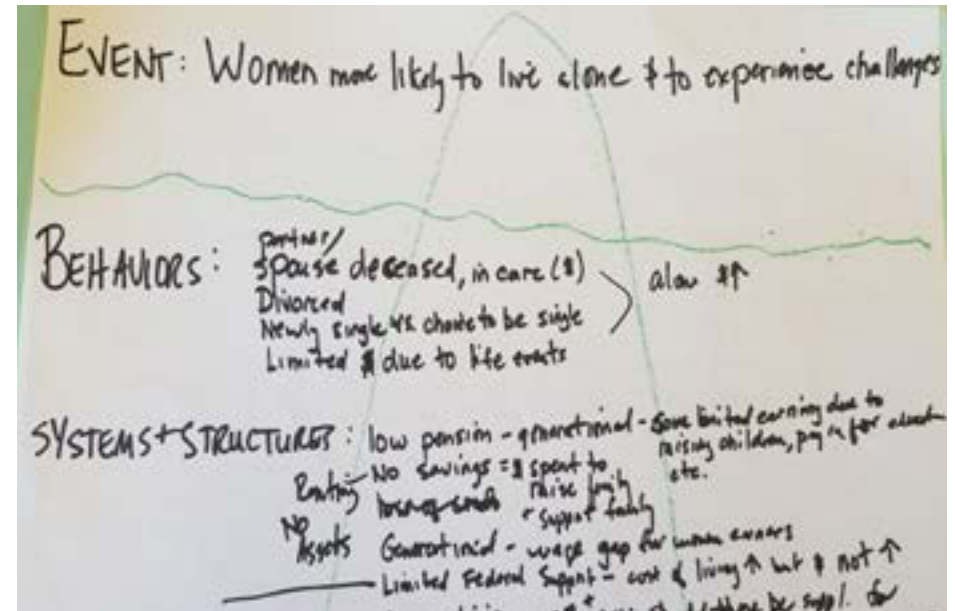 EVENT: Women more likely to live alone & to experience challenges
partner/
BEHAVIORS: spouse deceased, in care ($)
Divorced
alone $↑
Newly single vs. choice to be single
Limited $ due to life events
SYSTEMS + STRUCTURES: low pension - generational - some limited earning due to
raising children, paying for
etc.
No savings = $ spent to
Renting
raise family
support family
No
Assets Generational - wage gap for women earners
Limited Federal Support - cost of living ↑ but $ not ↑
for